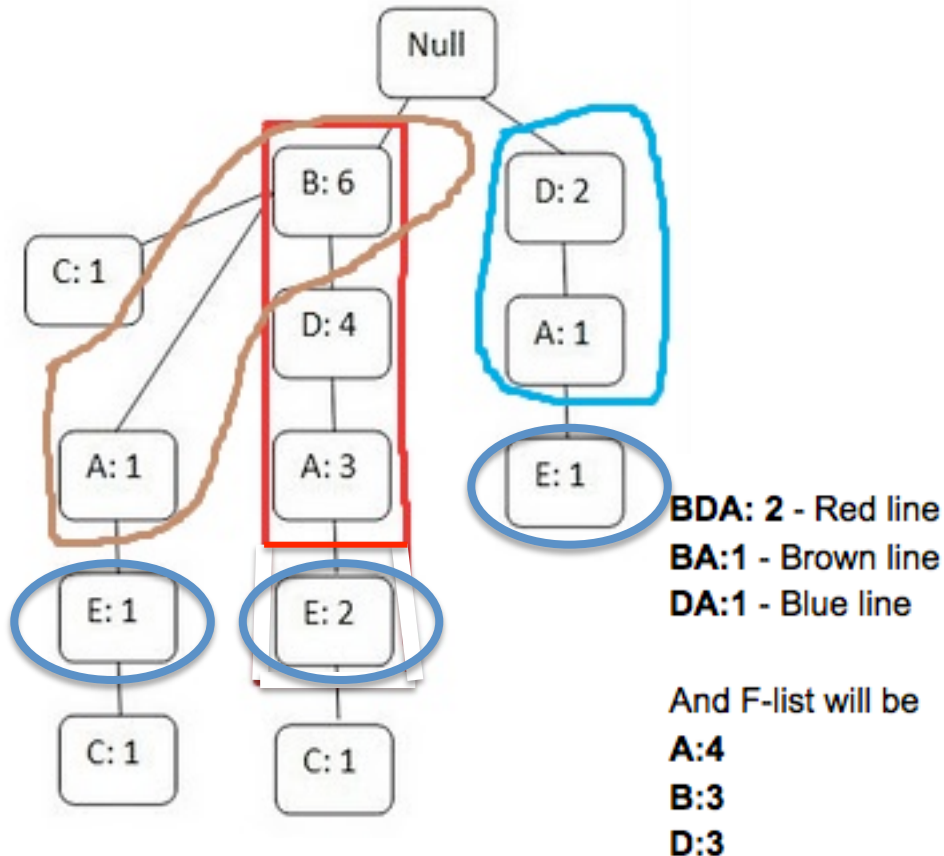 Null
B: 6
D: 2
C: 1
D: 4
A: 1
A: 1
A: 3
E: 1
E: 1
E: 2
C: 1
C: 1
BDA: 2 - Red line
BA:1 - Brown line
DA:1 - Blue line
And F-list will be
A:4
B:3
D:3